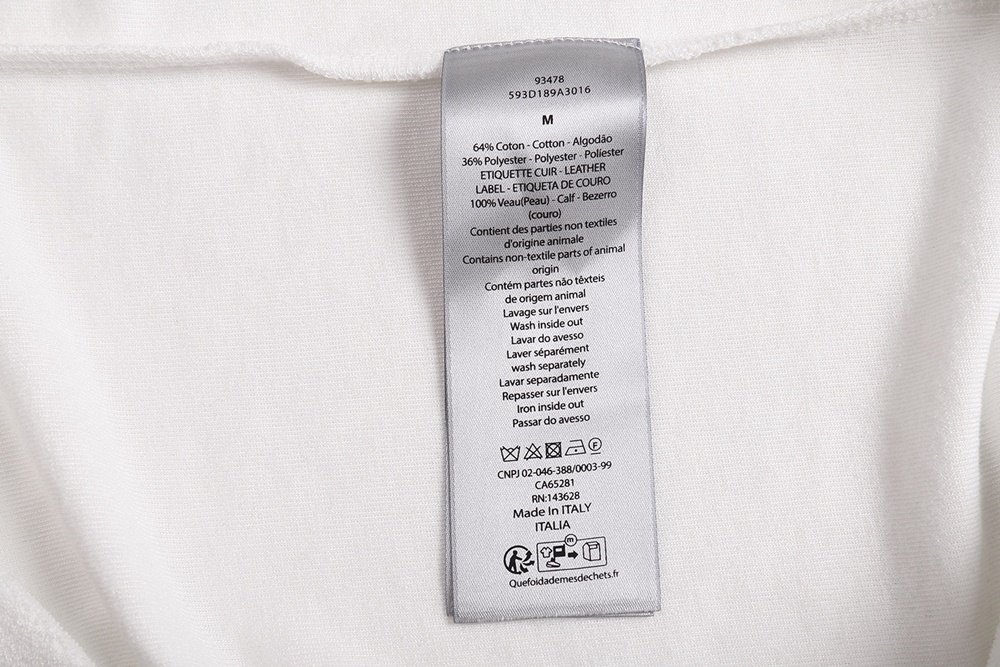 93478
593D189A3016
M
64% Coton - Cotton - Algodão
36% Polyester - Polyester - Políester
ETIQUETTE CUIR - LEATHER
LABEL - ETIQUETA DE COURO
100% Veau(Peau) - Calf - Bezerro
(couro)
Contient des parties non textiles
d'origine animale
Contains non-textile parts of animal
origin
Contém partes não têxteis
de origem animal
Lavage sur l'envers
Wash inside out
Lavar do avesso
Laver séparément
wash separately
Lavar separadamente
Repasser sur l'envers
Iron inside out
Passar do avesso
F
CNPJ 02-046-388/0003-99
CA65281
RN:143628
Made In ITALY
ITALIA
m
Quefoidademesdechets.fr